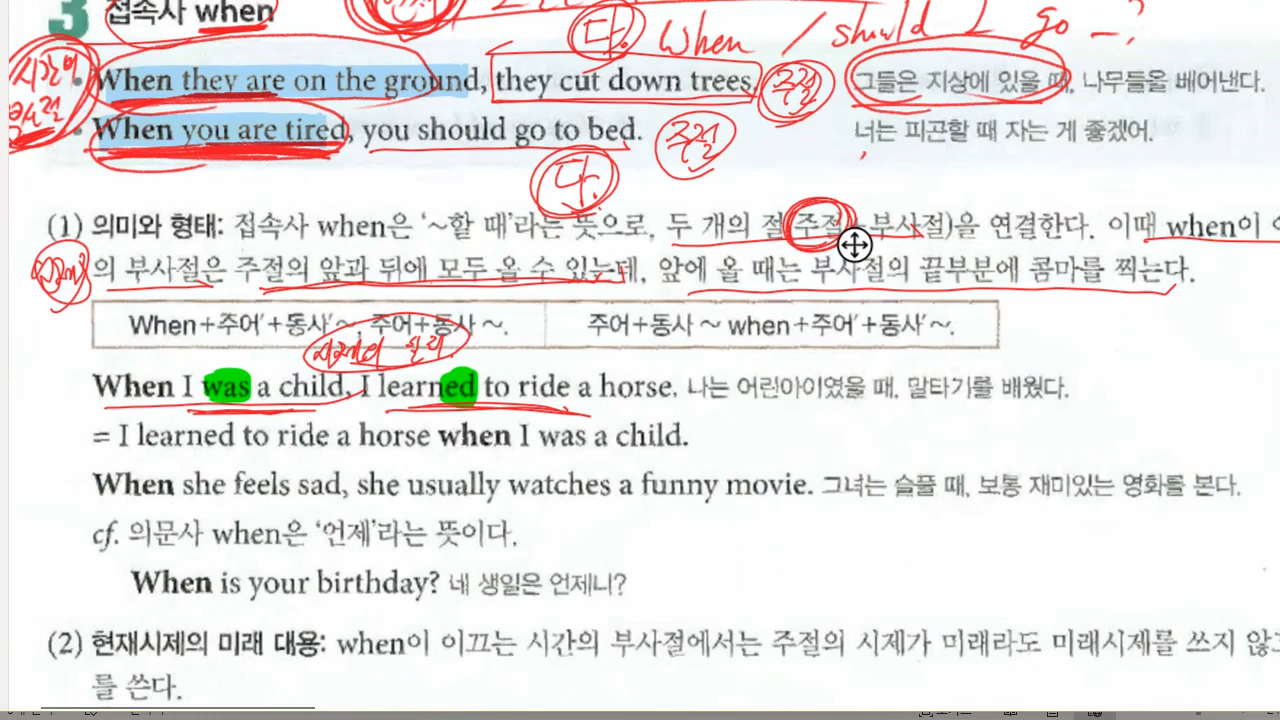 3 접속사 when
다. When / should I go ?
시간의 부사절
• When they are on the ground, they cut down trees. 주절 그들은 지상에 있을 때, 나무들을 베어낸다.
• When you are tired, you should go to bed. 주절 너는 피곤할 때 자는 게 좋겠어.
다.
(1) 의미와 형태: 접속사 when은 ‘~할 때’라는 뜻으로, 두 개의 절(주절+부사절)을 연결한다. 이때 when이
의 부사절은 주절의 앞과 뒤에 모두 올 수 있는데, 앞에 올 때는 부사절의 끝부분에 콤마를 찍는다.
When+주어′+동사′~, 주어+동사 ~. 주어+동사 ~ when+주어′+동사′~.
시제의 일치
When I was a child, I learned to ride a horse. 나는 어린아이였을 때, 말타기를 배웠다.
= I learned to ride a horse when I was a child.
When she feels sad, she usually watches a funny movie. 그녀는 슬플 때, 보통 재미있는 영화를 본다.
cf. 의문사 when은 ‘언제’라는 뜻이다.
When is your birthday? 네 생일은 언제니?
(2) 현재시제의 미래 대용: when이 이끄는 시간의 부사절에서는 주절의 시제가 미래라도 미래시제를 쓰지 않
를 쓴다.